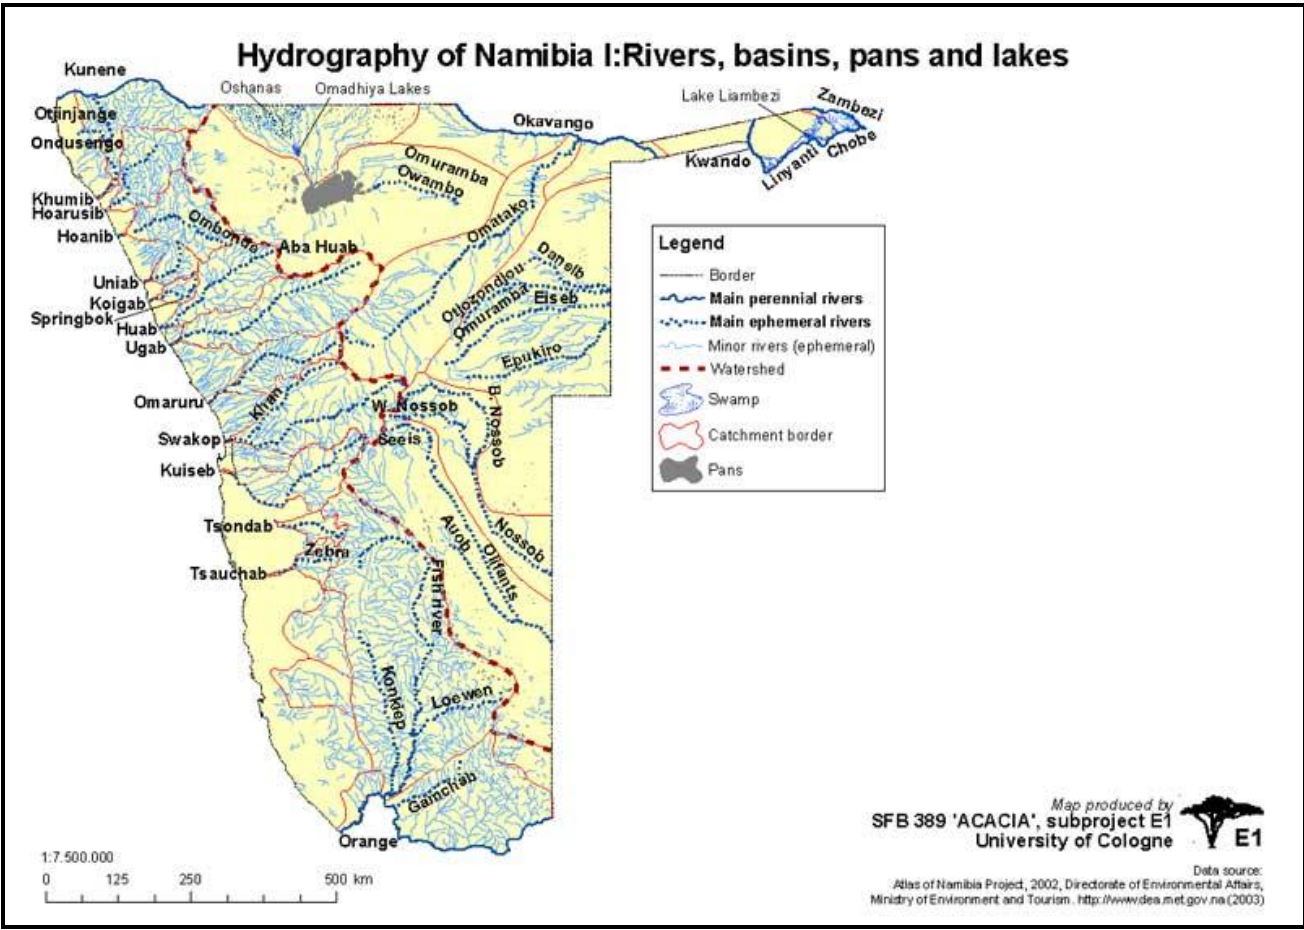 Hydrography of Namibia I:Rivers, basins, pans and lakes
Kunene
Oshanas
Omadhiya Lakes
Lake Liambezi
Zambezi
Otjinjange
Okavango
Ondusengo
Chobe
Kwando
Linyanti
Omuramba
Owambo
Khumib
Hoarusib
Hoanib
Ombonde
Aba Huab
Omatako
Daneib
Otjozondjou
Omuramba
Eiseb
Uniab
Koigab
Springbok
Huab
Ugab
Epukiro
Omaruru
Khan
W. Nossob
B. Nossob
Swakop
Seeis
Kuiseb
Tsondab
Zebra
Auob
Olifants
Nossob
Tsauchab
Fish river
Konkiep
Loewen
Gamchab
Orange
Legend
Border
Main perennial rivers
Main ephemeral rivers
Minor rivers (ephemeral)
Watershed
Swamp
Catchment border
Pans
1:7.500.000
0 125 250 500 km
Map produced by
SFB 389 'ACACIA', subproject E1
University of Cologne
E1
Data source:
Atlas of Namibia Project, 2002, Directorate of Environmental Affairs,
Ministry of Environment and Tourism. http://www.dea.met.gov.na (2003)